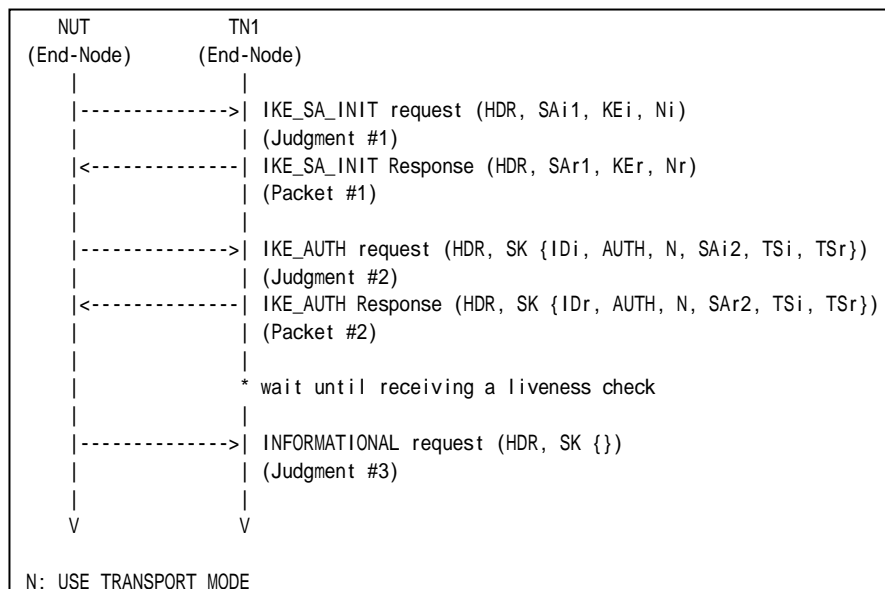 NUT TN1
(End-Node) (End-Node)
| |
|-------------->| IKE_SA_INIT request (HDR, SAi1, KEi, Ni)
| | (Judgment #1)
|<--------------| IKE_SA_INIT Response (HDR, SAr1, KEr, Nr)
| | (Packet #1)
| |
|-------------->| IKE_AUTH request (HDR, SK {IDi, AUTH, N, SAi2, TSi, TSr})
| | (Judgment #2)
|<--------------| IKE_AUTH Response (HDR, SK {IDr, AUTH, N, SAr2, TSi, TSr})
| | (Packet #2)
| |
| * wait until receiving a liveness check
| |
|-------------->| INFORMATIONAL request (HDR, SK {})
| | (Judgment #3)
| |
V V
N: USE TRANSPORT MODE